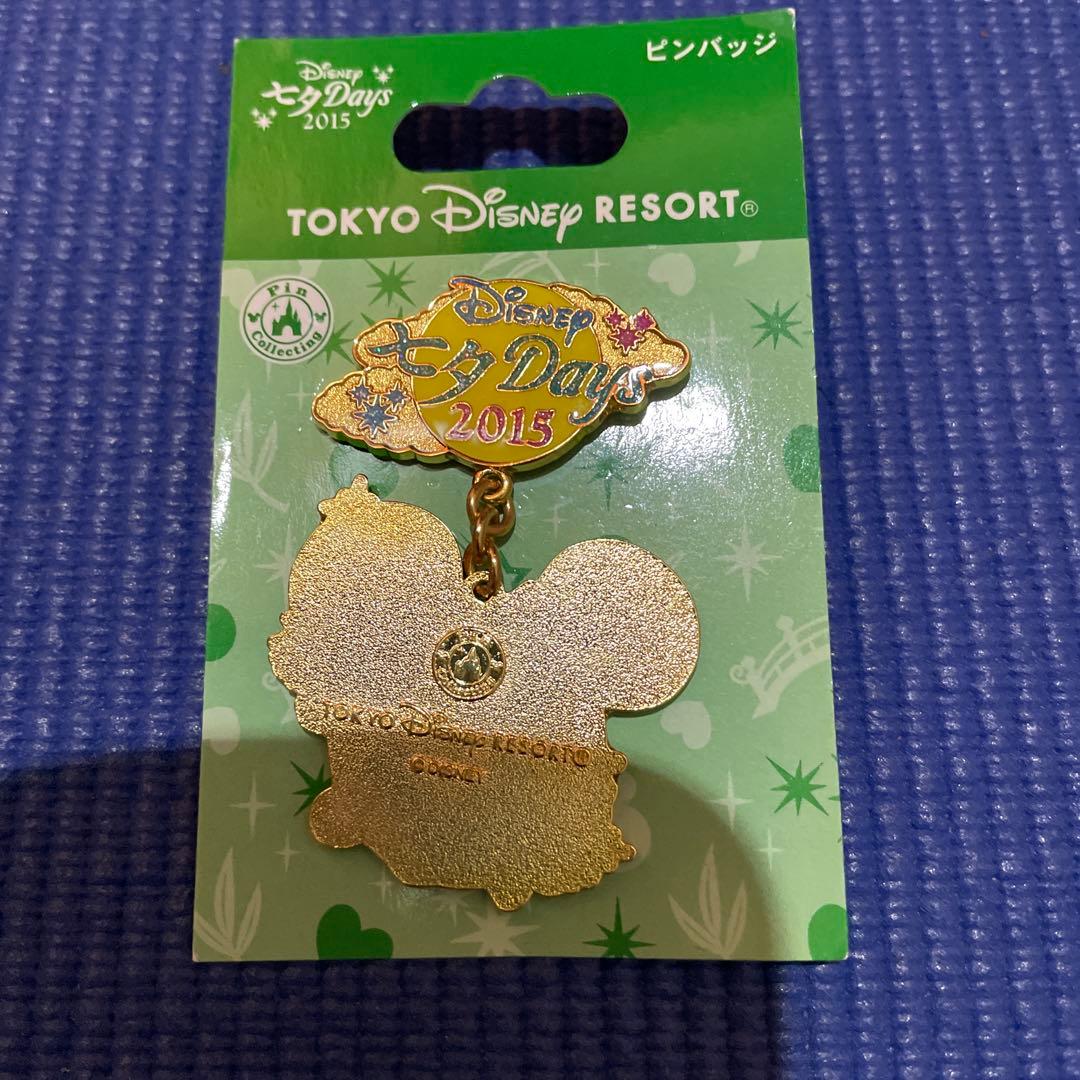 Disney
七夕Days
2015
ピンバッジ
TOKYO Disney RESORT®
Pin
Collecting
Disney
七夕Days
2015
TOKYO Disney RESORT®
©DISNEY